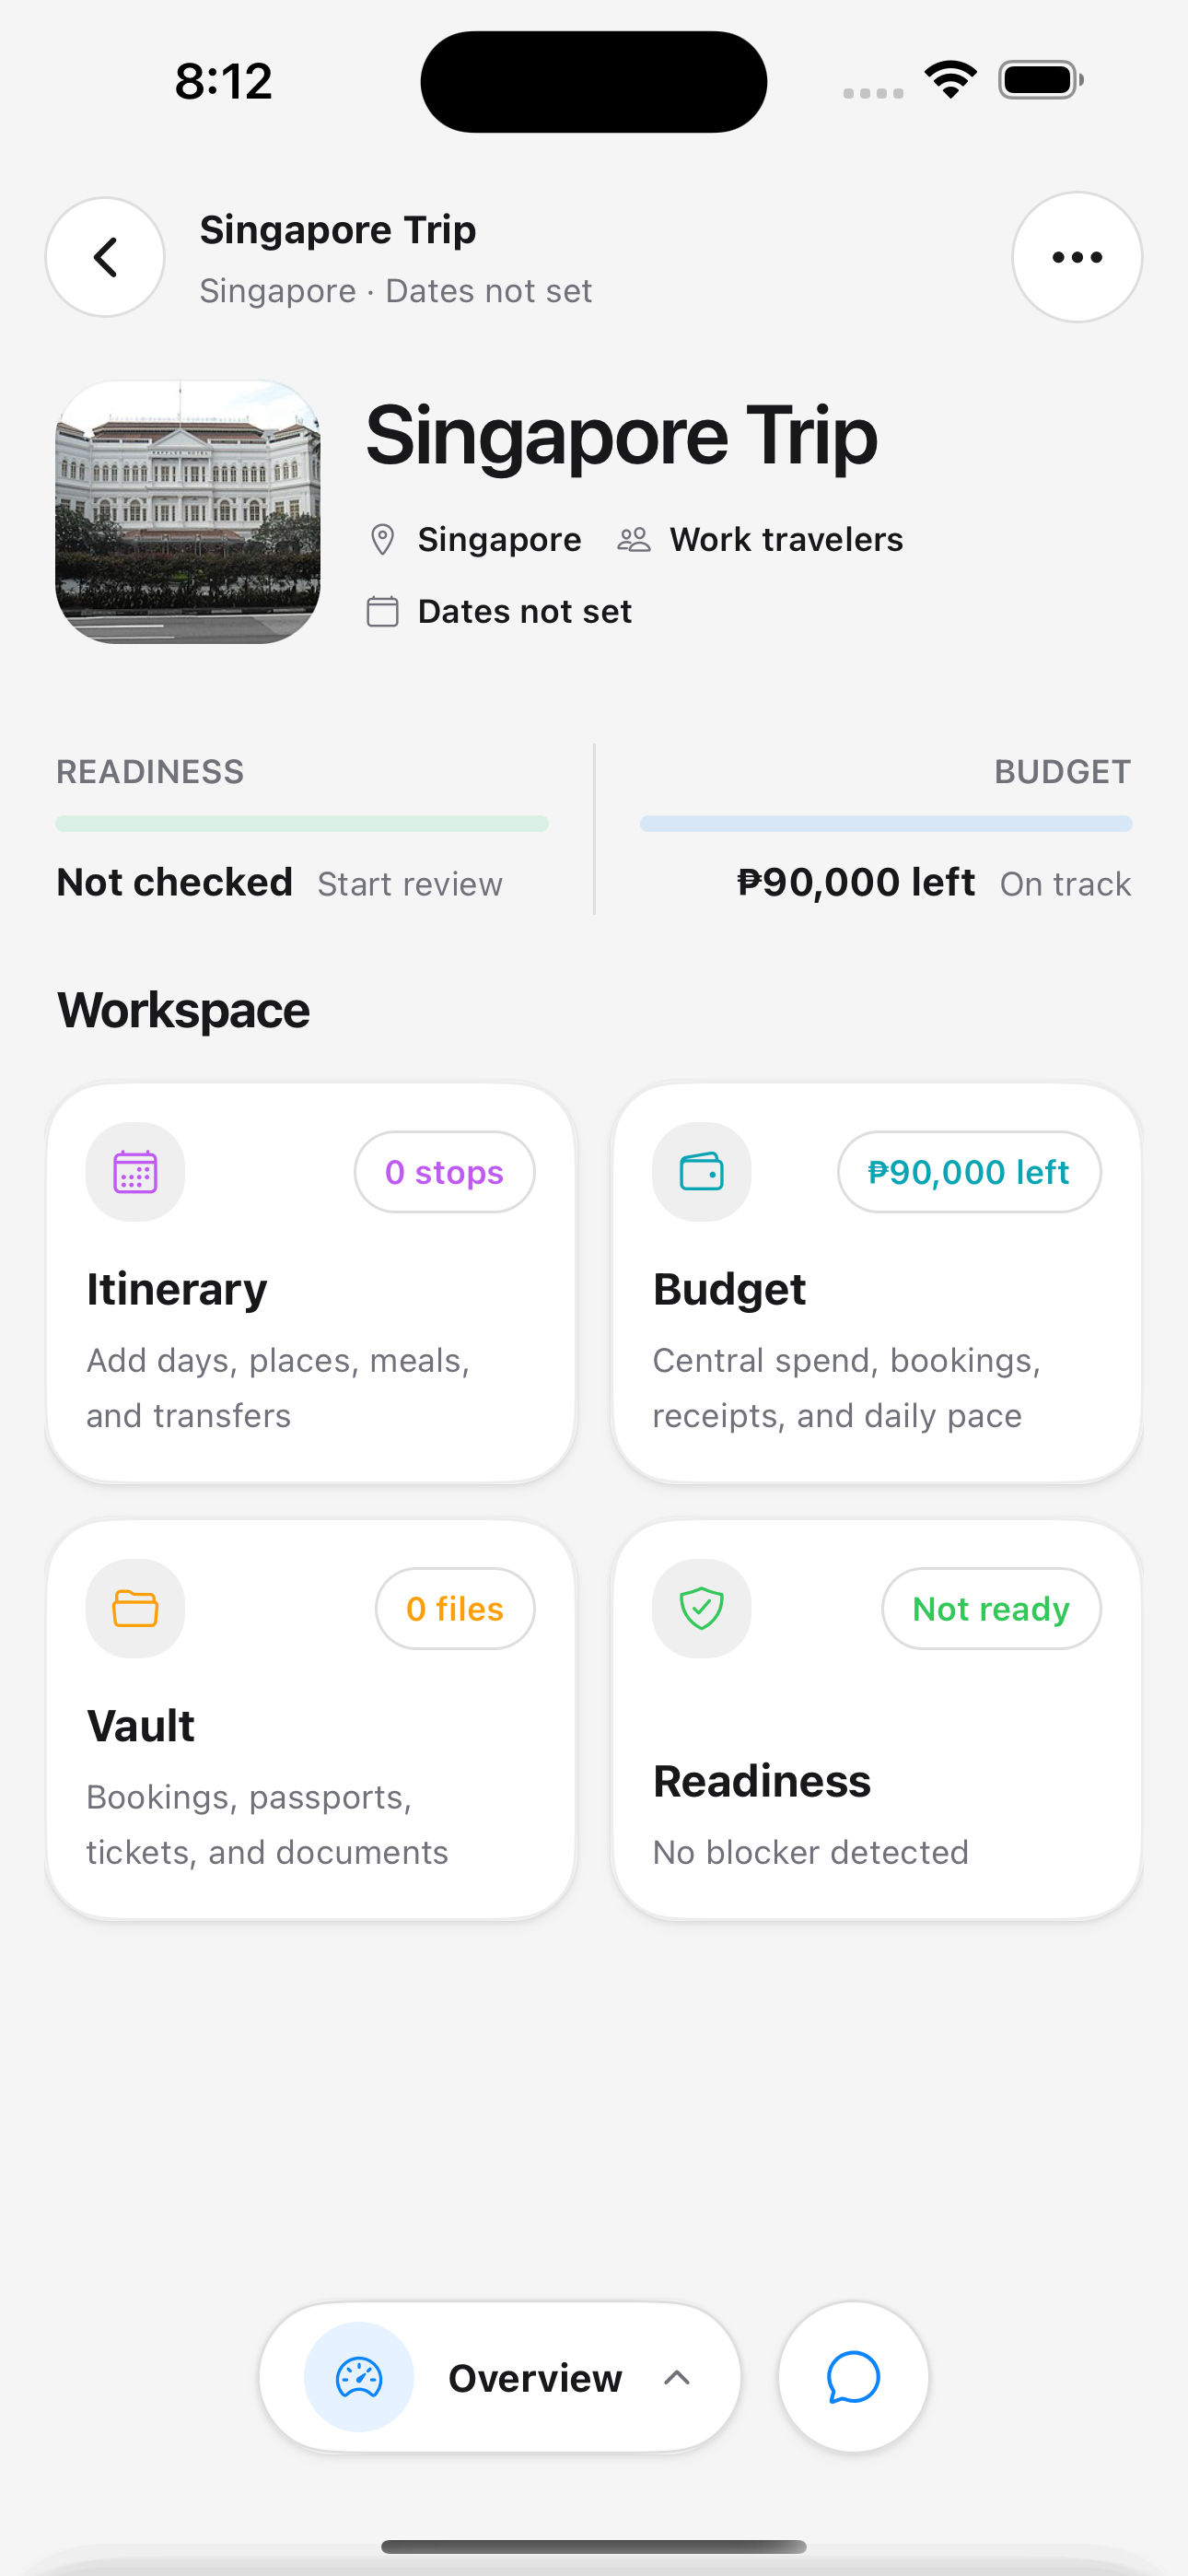 8:12
Singapore Trip
Singapore · Dates not set
Singapore Trip
Singapore Work travelers
Dates not set
READINESS
Not checked Start review
BUDGET
₱90,000 left On track
Workspace
0 stops
Itinerary
Add days, places, meals,
and transfers
₱90,000 left
Budget
Central spend, bookings,
receipts, and daily pace
0 files
Vault
Bookings, passports,
tickets, and documents
Not ready
Readiness
No blocker detected
Overview